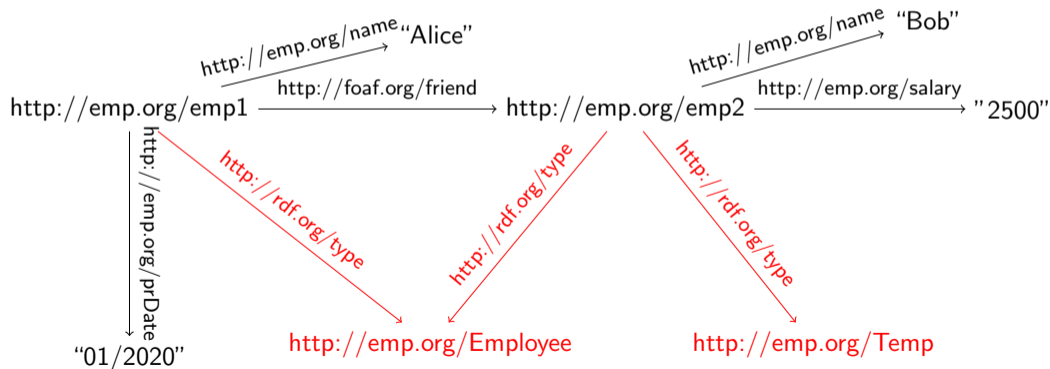 http://emp.org/name
“Alice”
http://emp.org/name
“Bob”
http://emp.org/emp1
http://foaf.org/friend
http://emp.org/emp2
http://emp.org/salary
”2500”
http://emp.org/prDate
http://rdf.org/type
http://rdf.org/type
http://rdf.org/type
“01/2020”
http://emp.org/Employee
http://emp.org/Temp